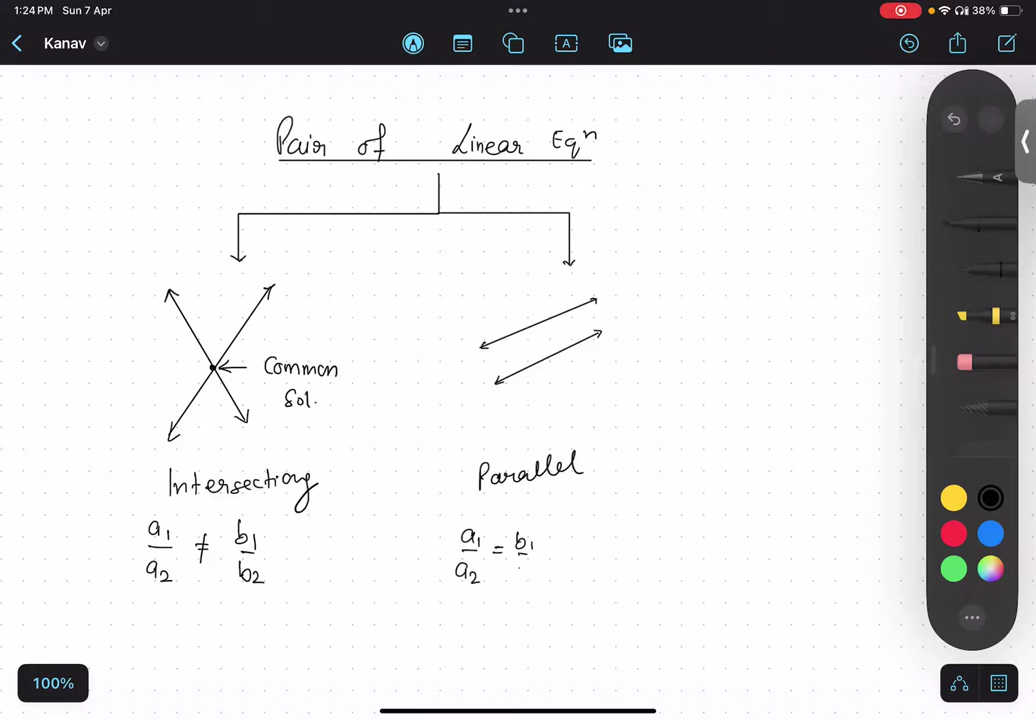 1:24 PM Sun 7 Apr
38%
Kanav
A
Pair of Linear Eqⁿ
Common
Sol.
Intersecting
Parallel
a₁/a₂ ≠ b₁/b₂
a₁/a₂ = b₁
A
80
100%